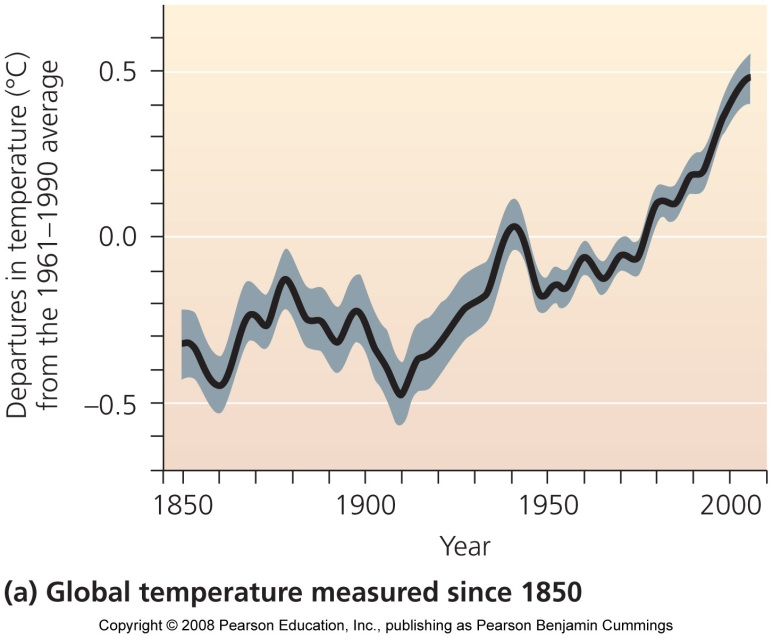 Departures in temperature (°C)
from the 1961–1990 average
0.5
0.0
–0.5
1850
1900
1950
2000
Year
(a) Global temperature measured since 1850
Copyright © 2008 Pearson Education, Inc., publishing as Pearson Benjamin Cummings